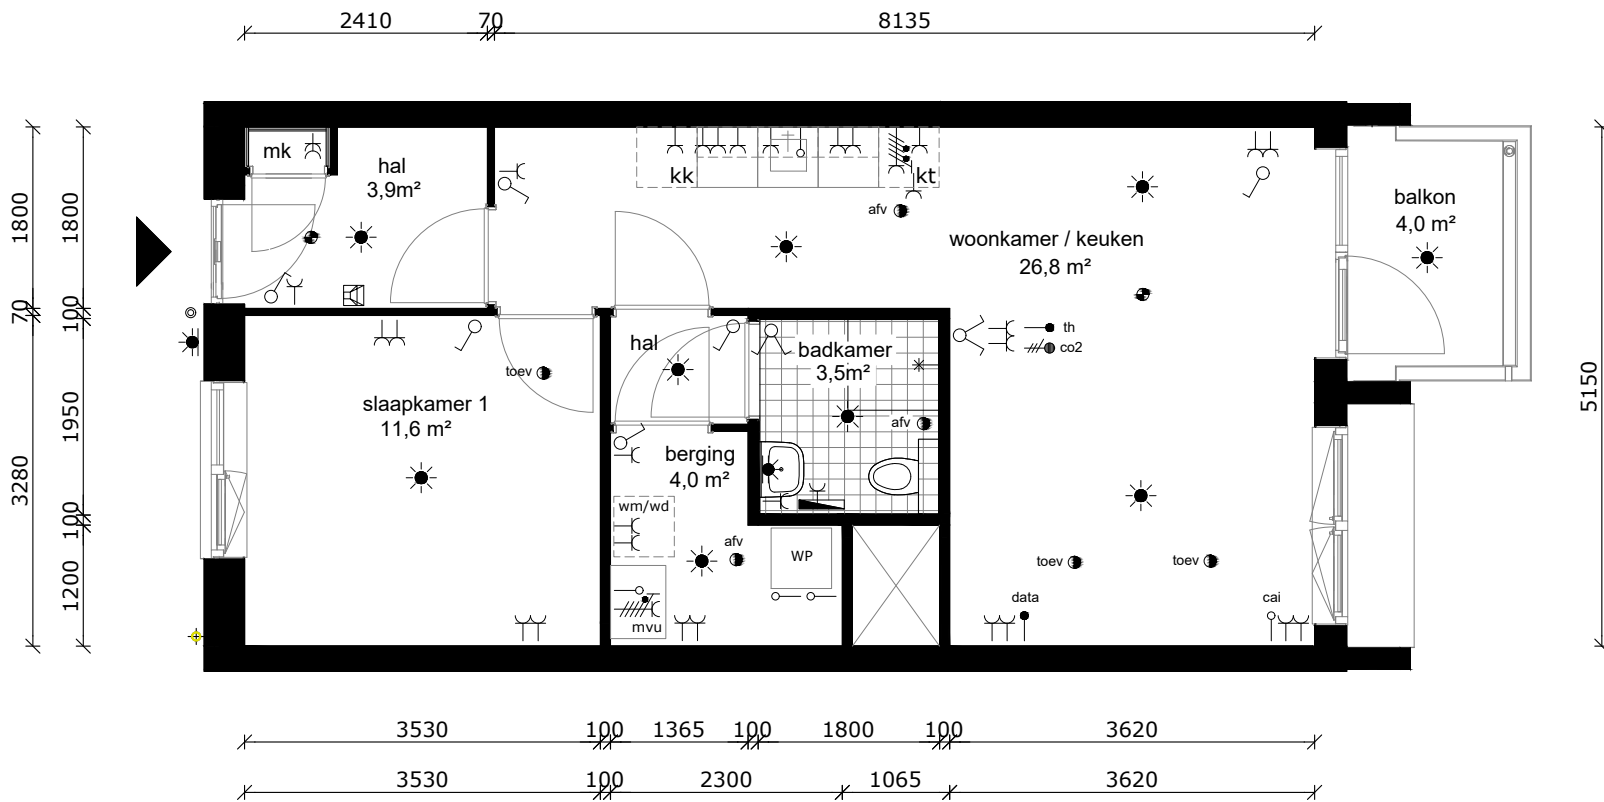 2410 70 8135
mk
hal
3,9m²
kk
kt
afv
woonkamer / keuken
26,8 m²
balkon
4,0 m²
1800
70
3280
1800
100
1950
100
1200
5150
th
co2
hal
badkamer
3,5m²
afv
toev
slaapkamer 1
11,6 m²
berging
4,0 m²
wm/wd
afv
WP
mvu
toev
toev
data
cai
3530 100 1365 100 1800 100 3620
3530 100 2300 1065 3620